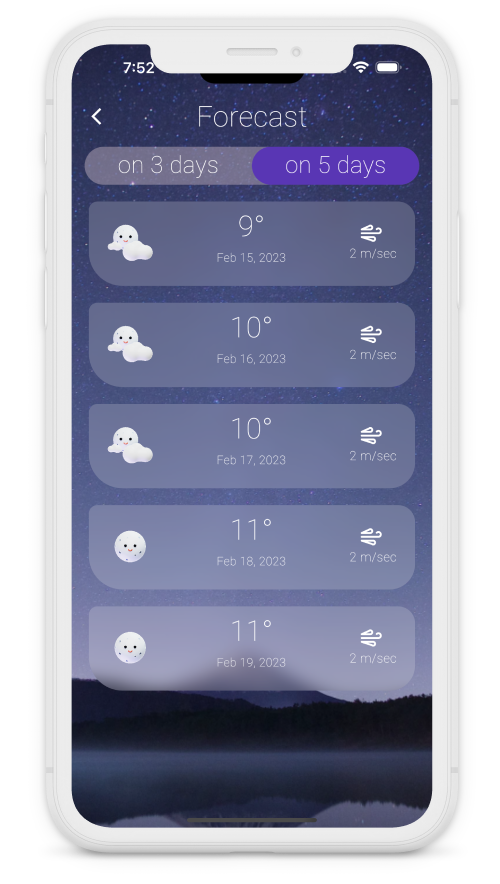 7:52
Forecast
on 3 days on 5 days
9°
Feb 15, 2023
2 m/sec
10°
Feb 16, 2023
2 m/sec
10°
Feb 17, 2023
2 m/sec
11°
Feb 18, 2023
2 m/sec
11°
Feb 19, 2023
2 m/sec